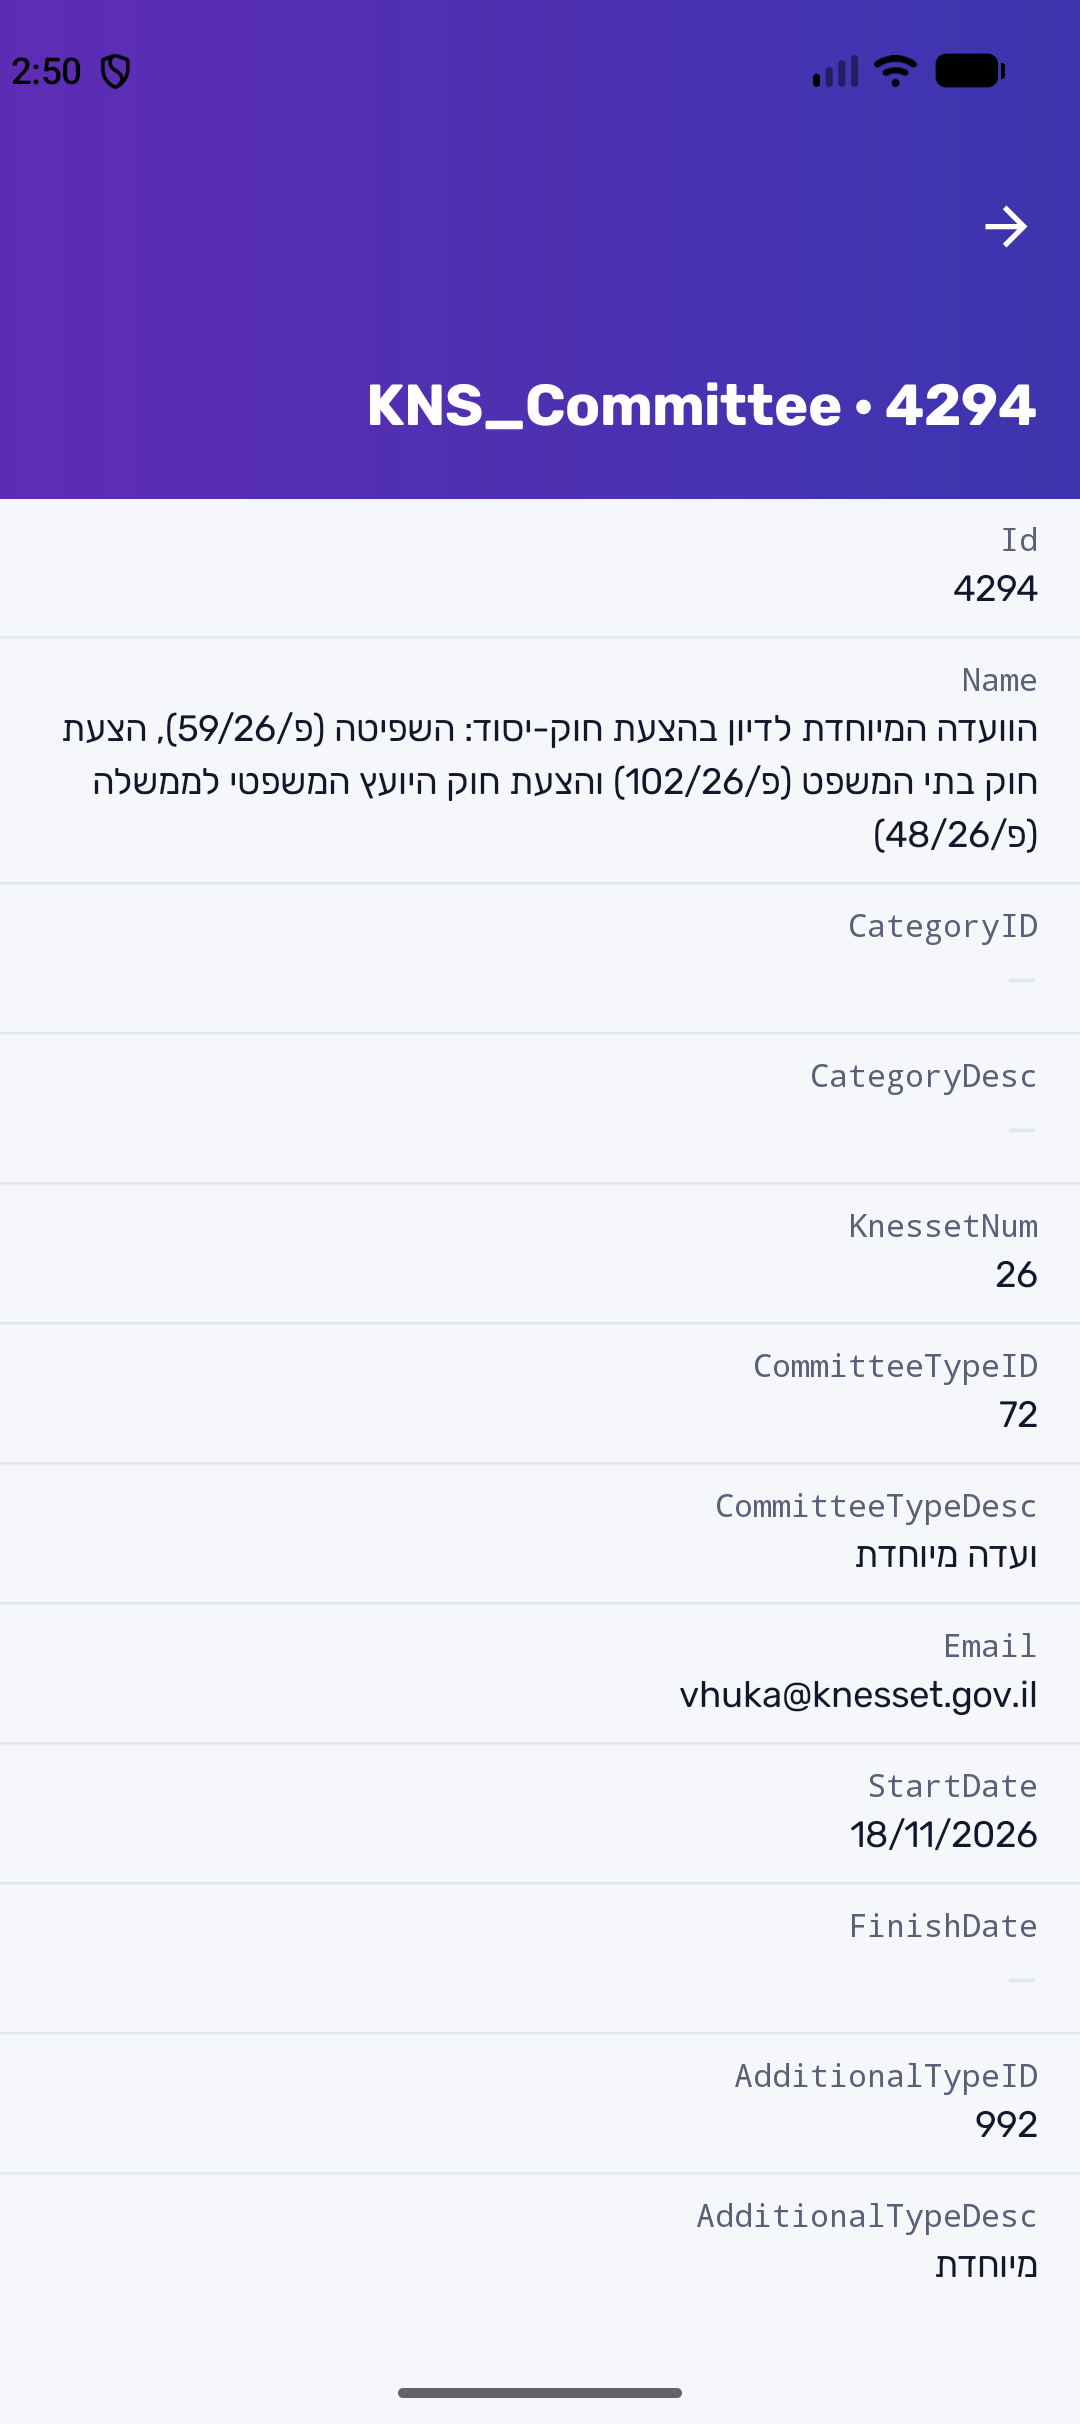 2:50
KNS_Committee • 4294
Id
4294
Name
הוועדה המיוחדת לדיון בהצעת חוק-יסוד: השפיטה (פ/59/26), הצעת
חוק בתי המשפט (פ/102/26) והצעת חוק היועץ המשפטי לממשלה
(פ/48/26)
CategoryID
—
CategoryDesc
—
KnessetNum
26
CommitteeTypeID
72
CommitteeTypeDesc
ועדה מיוחדת
Email
vhuka@knesset.gov.il
StartDate
18/11/2026
FinishDate
—
AdditionalTypeID
992
AdditionalTypeDesc
מיוחדת